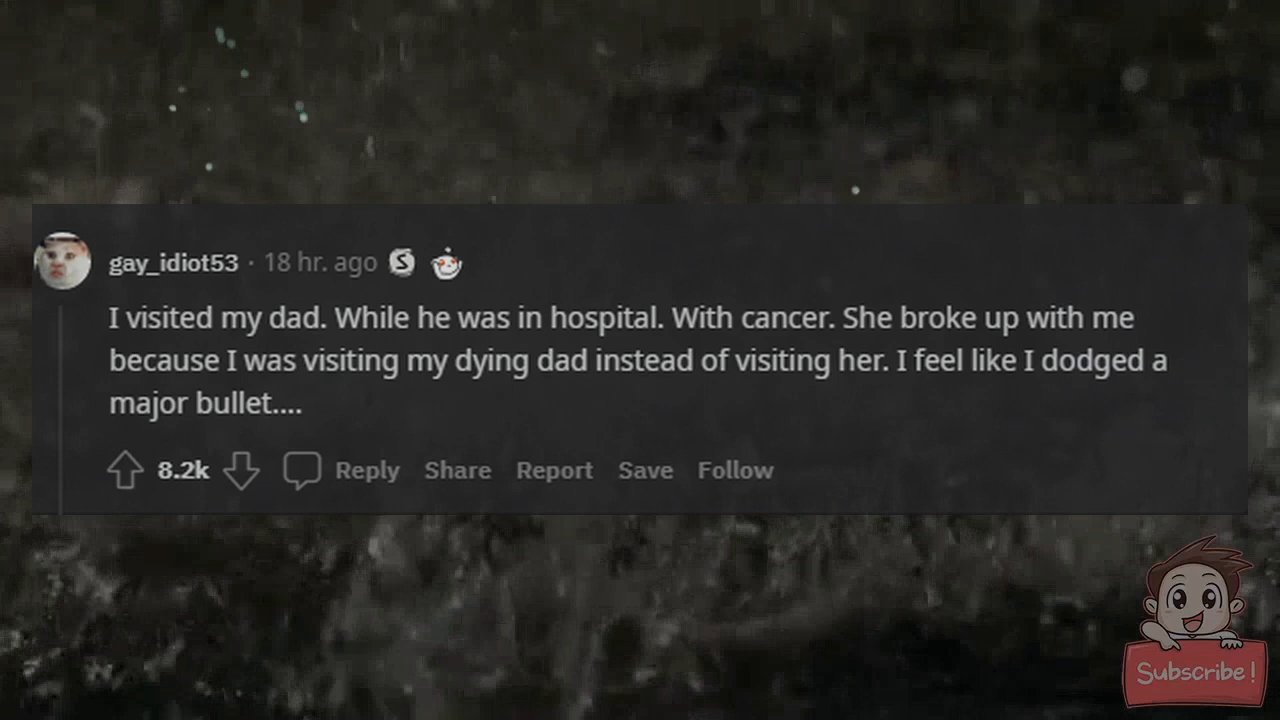 gay_idiot53 · 18 hr. ago
I visited my dad. While he was in hospital. With cancer. She broke up with me
because I was visiting my dying dad instead of visiting her. I feel like I dodged a
major bullet....
8.2k Reply Share Report Save Follow
Subscribe!